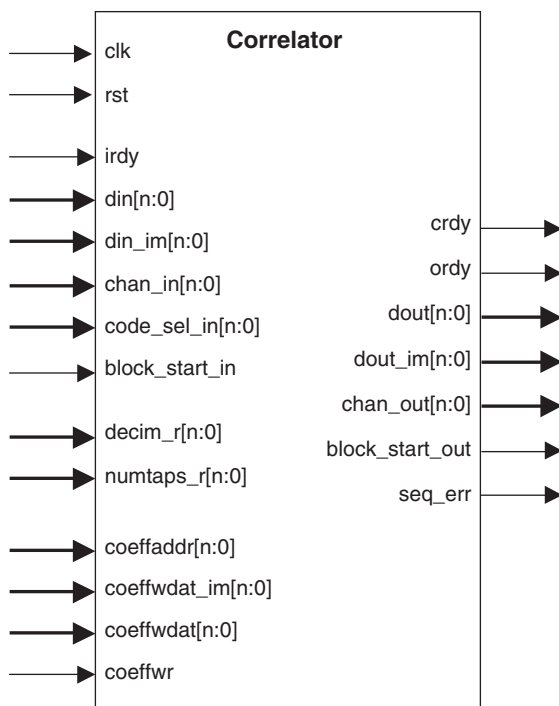 Correlator
clk
rst
irdy
din[n:0]
din_im[n:0]
chan_in[n:0]
code_sel_in[n:0]
block_start_in
decim_r[n:0]
numtaps_r[n:0]
coeffaddr[n:0]
coeffwdat_im[n:0]
coeffwdat[n:0]
coeffwr
crdy
ordy
dout[n:0]
dout_im[n:0]
chan_out[n:0]
block_start_out
seq_err